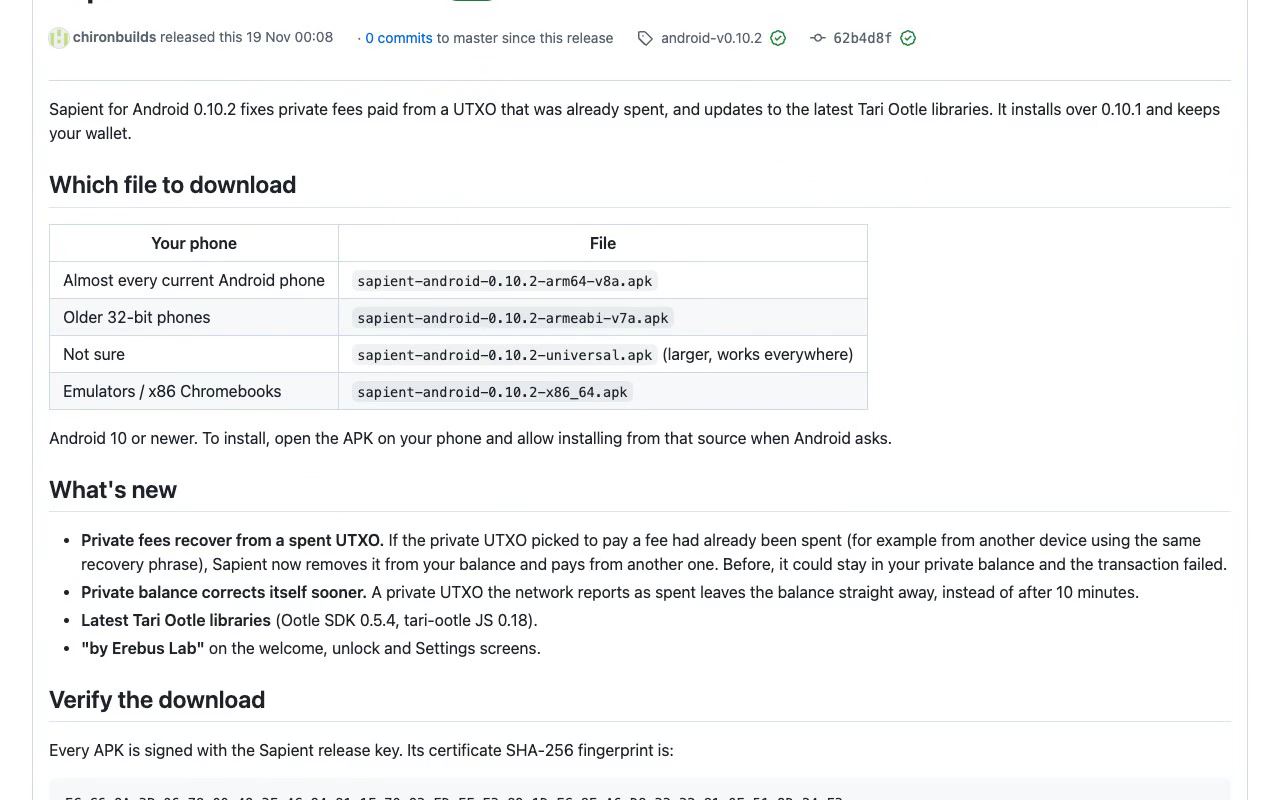 chironbuilds released this 19 Nov 00:08 · 0 commits to master since this release android-v0.10.2 62b4d8f
Sapient for Android 0.10.2 fixes private fees paid from a UTXO that was already spent, and updates to the latest Tari Ootle libraries. It installs over 0.10.1 and keeps
your wallet.
Which file to download
Your phone File
Almost every current Android phone sapient-android-0.10.2-arm64-v8a.apk
Older 32-bit phones sapient-android-0.10.2-armeabi-v7a.apk
Not sure sapient-android-0.10.2-universal.apk (larger, works everywhere)
Emulators / x86 Chromebooks sapient-android-0.10.2-x86_64.apk
Android 10 or newer. To install, open the APK on your phone and allow installing from that source when Android asks.
What's new
• Private fees recover from a spent UTXO. If the private UTXO picked to pay a fee had already been spent (for example from another device using the same
recovery phrase), Sapient now removes it from your balance and pays from another one. Before, it could stay in your private balance and the transaction failed.
• Private balance corrects itself sooner. A private UTXO the network reports as spent leaves the balance straight away, instead of after 10 minutes.
• Latest Tari Ootle libraries (Ootle SDK 0.5.4, tari-ootle JS 0.18).
• "by Erebus Lab" on the welcome, unlock and Settings screens.
Verify the download
Every APK is signed with the Sapient release key. Its certificate SHA-256 fingerprint is: